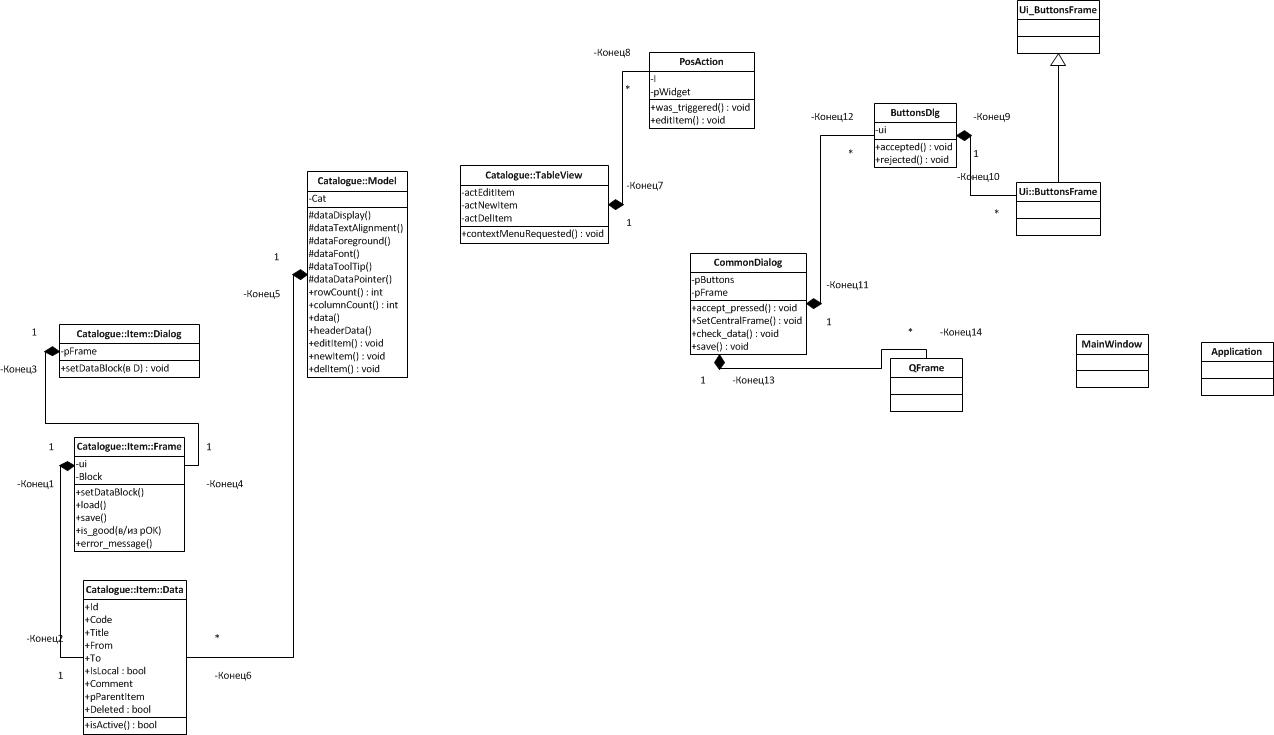 Ui_ButtonsFrame
-Конец8
PosAction
-I
-pWidget
+was_triggered() : void
+editItem() : void
*
-Конец12
ButtonsDlg
-ui
+accepted() : void
+rejected() : void
-Конец9
1
-Конец10
*
*
Ui::ButtonsFrame
Catalogue::Model
-Cat
#dataDisplay()
#dataTextAlignment()
#dataForeground()
#dataFont()
#dataToolTip()
#dataDataPointer()
+rowCount() : int
+columnCount() : int
+data()
+headerData()
+editItem() : void
+newItem() : void
+delItem() : void
1
-Конец5
Catalogue::TableView
-actEditItem
-actNewItem
-actDelItem
+contextMenuRequested() : void
-Конец7
1
CommonDialog
-pButtons
-pFrame
+accept_pressed() : void
+SetCentralFrame() : void
+check_data() : void
+save() : void
-Конец11
1
*
-Конец14
1
-Конец13
QFrame
MainWindow
Application
1
Catalogue::Item::Dialog
-pFrame
+setDataBlock(в D) : void
-Конец3
1
Catalogue::Item::Frame
-ui
-Block
+setDataBlock()
+load()
+save()
+is_good(в/из pOK)
+error_message()
1
-Конец1
-Конец4
Catalogue::Item::Data
+Id
+Code
+Title
+From
+To
+IsLocal : bool
+Comment
+pParentItem
+Deleted : bool
+isActive() : bool
-Конец2
1
*
-Конец6